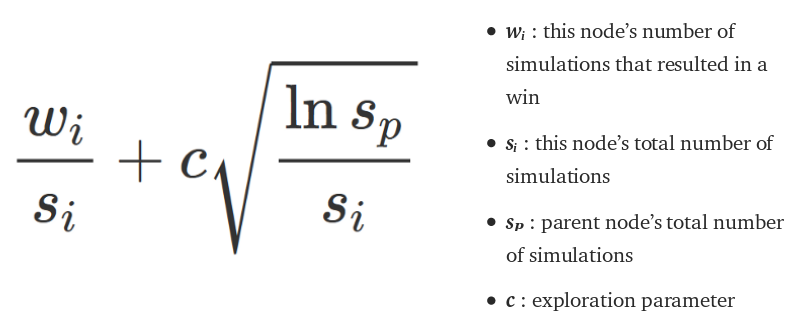 wᵢ/sᵢ + c√(ln sₚ/sᵢ)
• wᵢ : this node’s number of
simulations that resulted in a
win
• sᵢ : this node’s total number of
simulations
• sₚ : parent node’s total number
of simulations
• c : exploration parameter